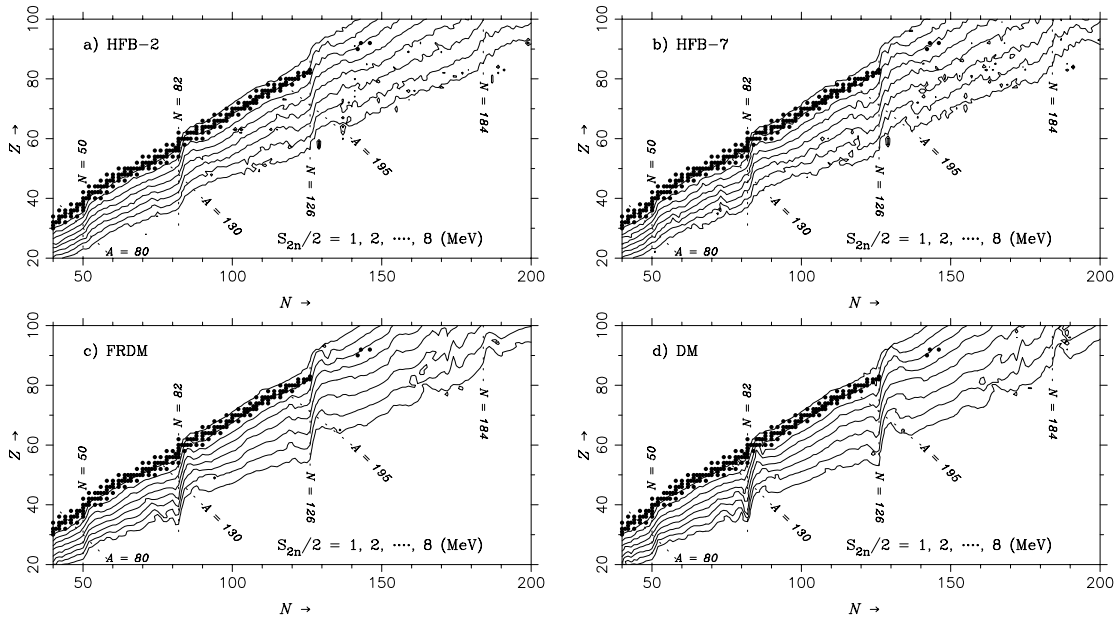 a) HFB-2
N = 50
N = 82
N = 126
N = 184
A = 80
A = 130
A = 195
S2n/2 = 1, 2, ····, 8 (MeV)
Z →
20
40
60
80
100
50
100
150
200
N →
b) HFB-7
N = 50
N = 82
N = 126
N = 184
A = 80
A = 130
A = 195
S2n/2 = 1, 2, ····, 8 (MeV)
Z →
20
40
60
80
100
50
100
150
200
N →
c) FRDM
N = 50
N = 82
N = 126
N = 184
A = 80
A = 130
A = 195
S2n/2 = 1, 2, ····, 8 (MeV)
Z →
20
40
60
80
100
50
100
150
200
N →
d) DM
N = 50
N = 82
N = 126
N = 184
A = 80
A = 130
A = 195
S2n/2 = 1, 2, ····, 8 (MeV)
Z →
20
40
60
80
100
50
100
150
200
N →